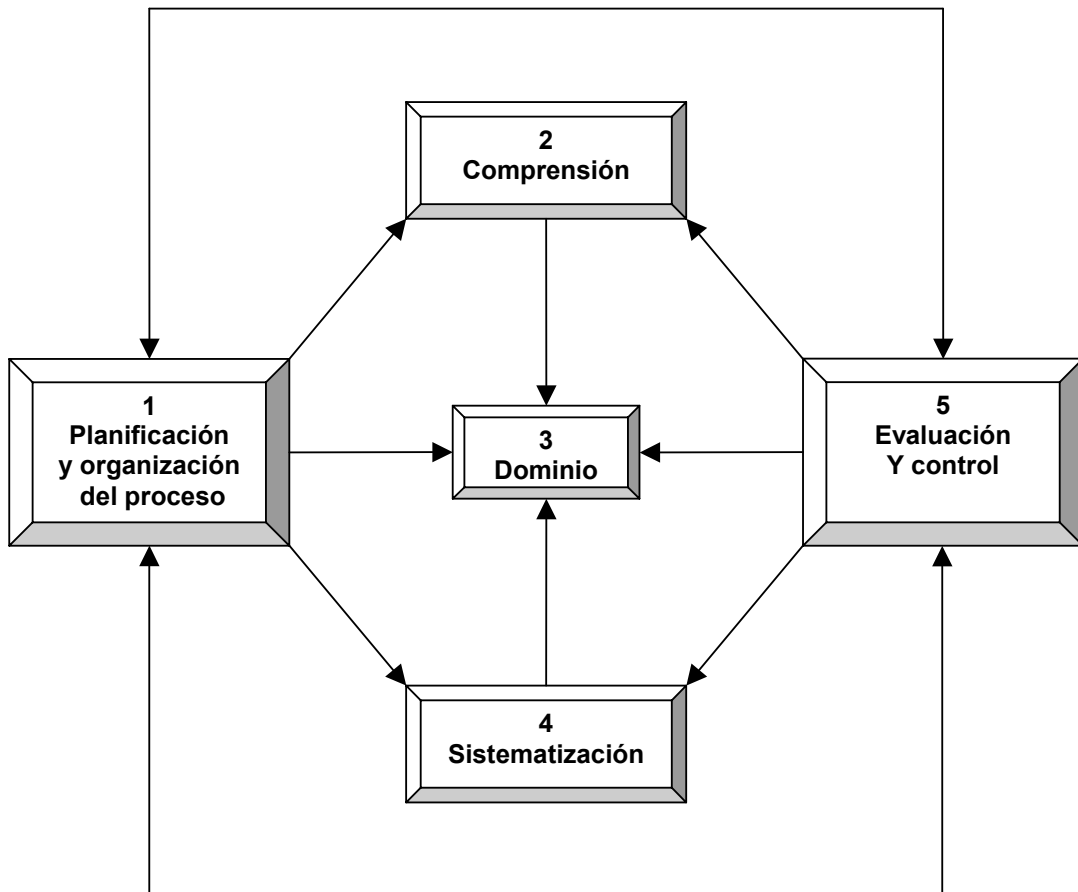 2
Comprensión
1
Planificación
y organización
del proceso
3
Dominio
5
Evaluación
Y control
4
Sistematización